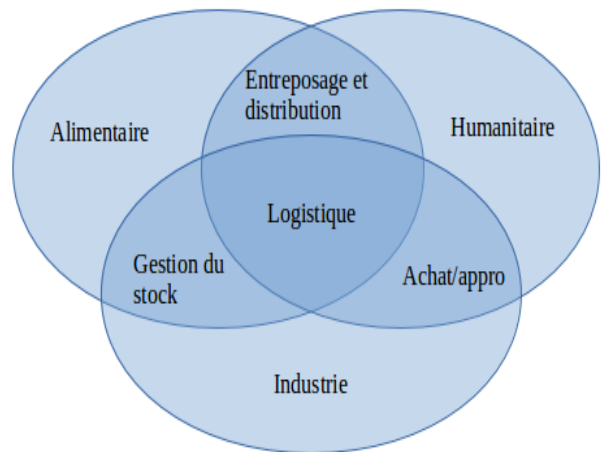 Entreposage et
distribution
Alimentaire
Humanitaire
Logistique
Gestion du
stock
Achat/appro
Industrie